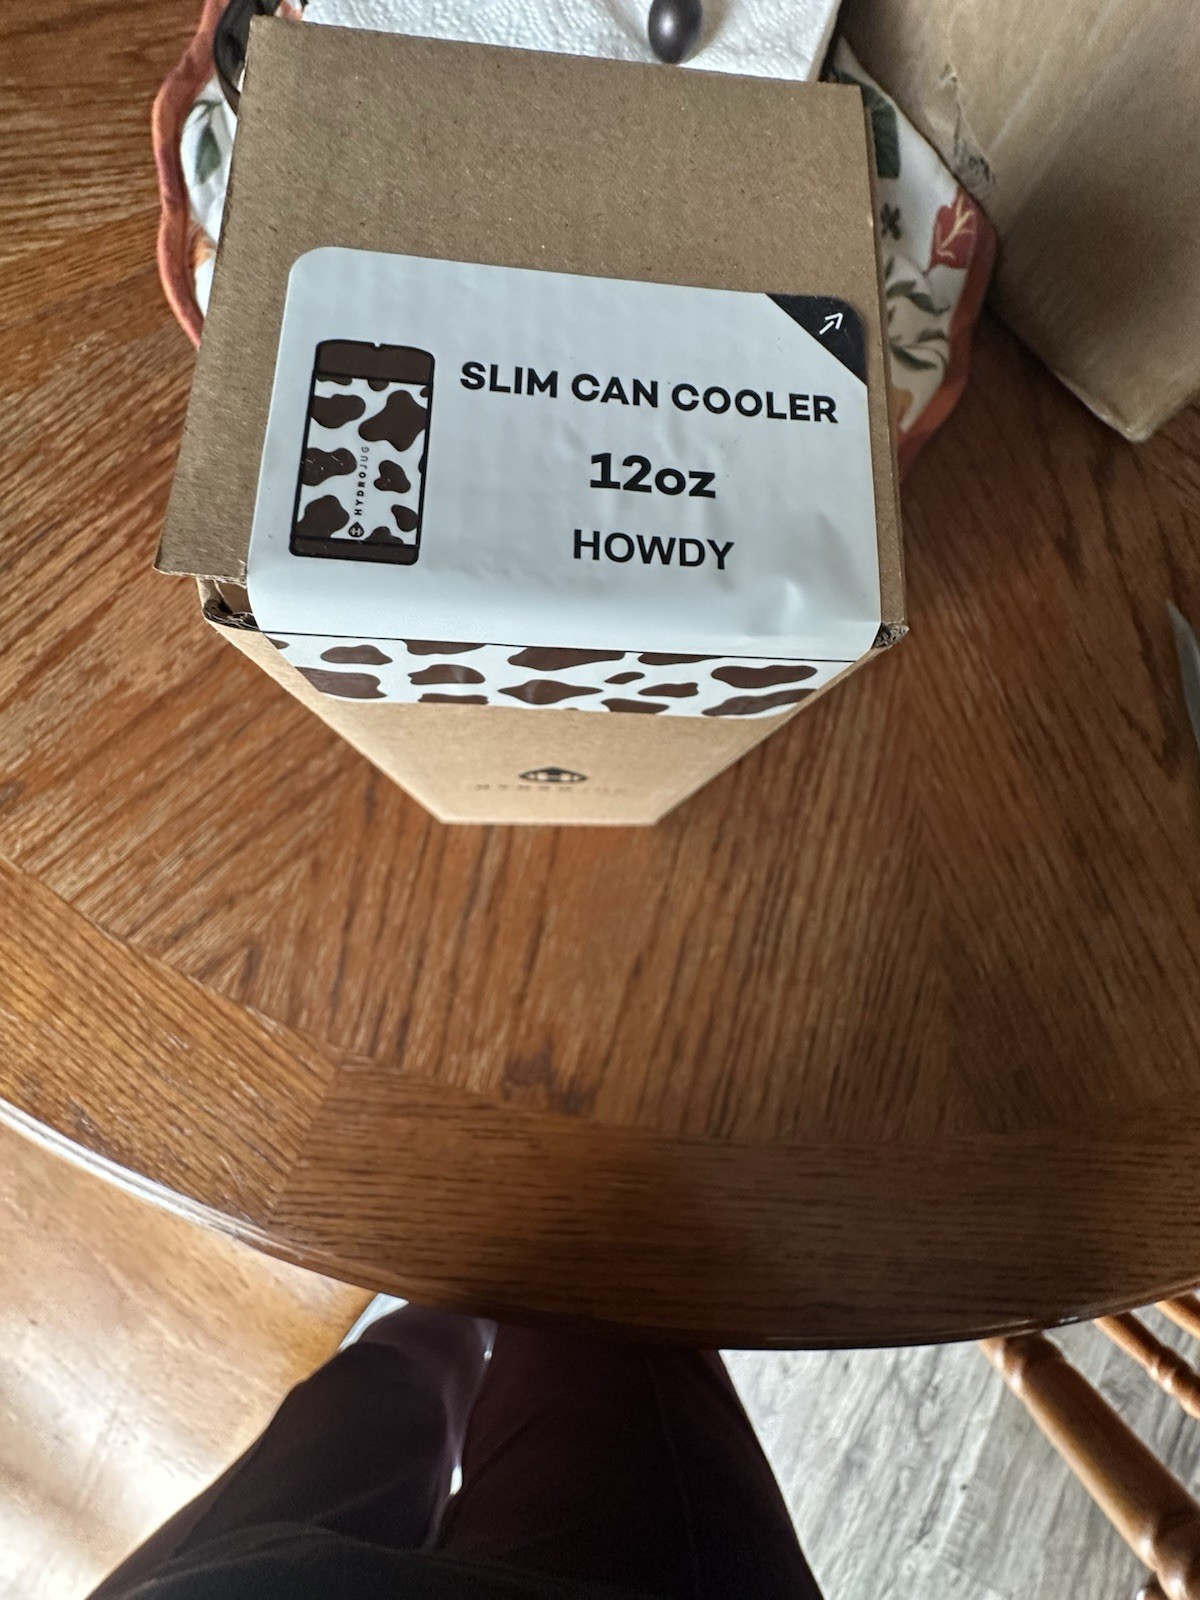 SLIM CAN COOLER
12oz
HOWDY
HYDROJUG